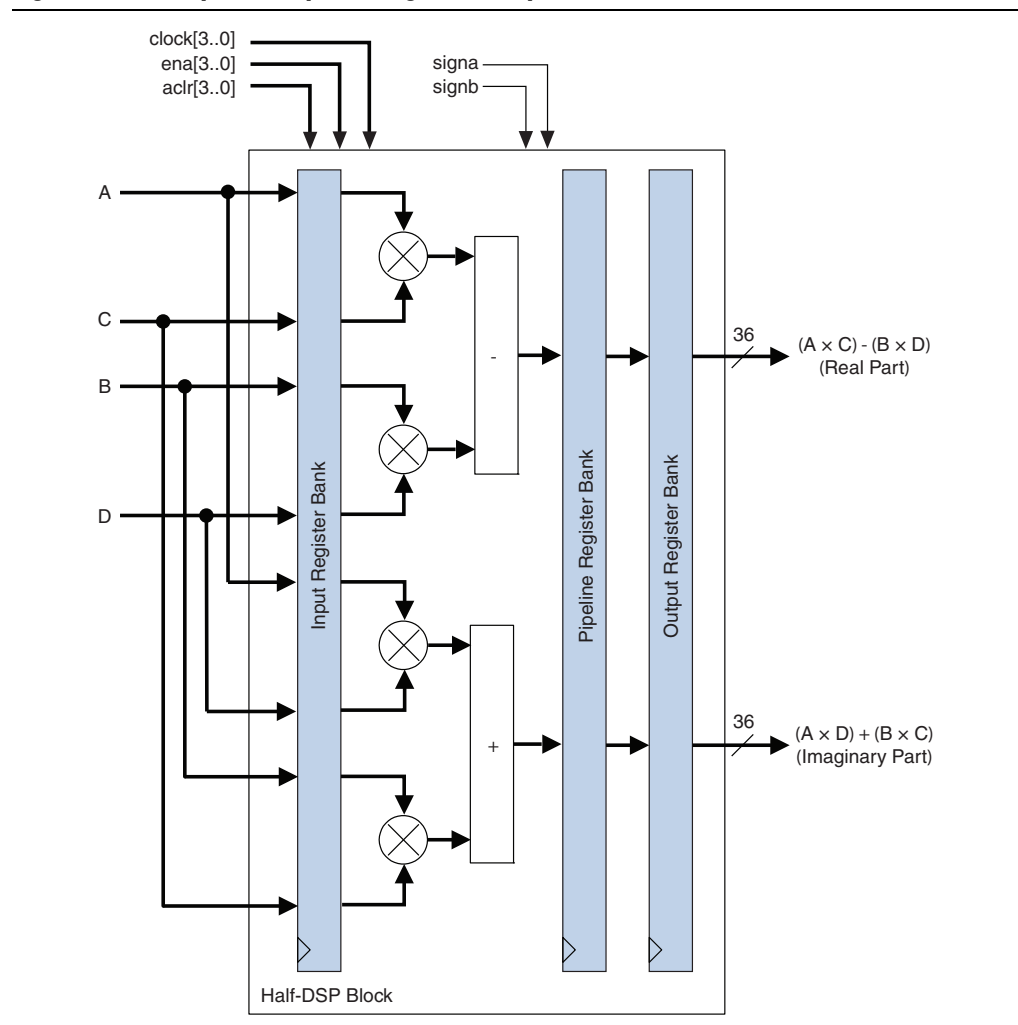 clock[3..0]
ena[3..0]
aclr[3..0]
signa
signb
A
C
B
D
Input Register Bank
-
+
Pipeline Register Bank
Output Register Bank
36
(A × C) - (B × D)
(Real Part)
36
(A × D) + (B × C)
(Imaginary Part)
Half-DSP Block